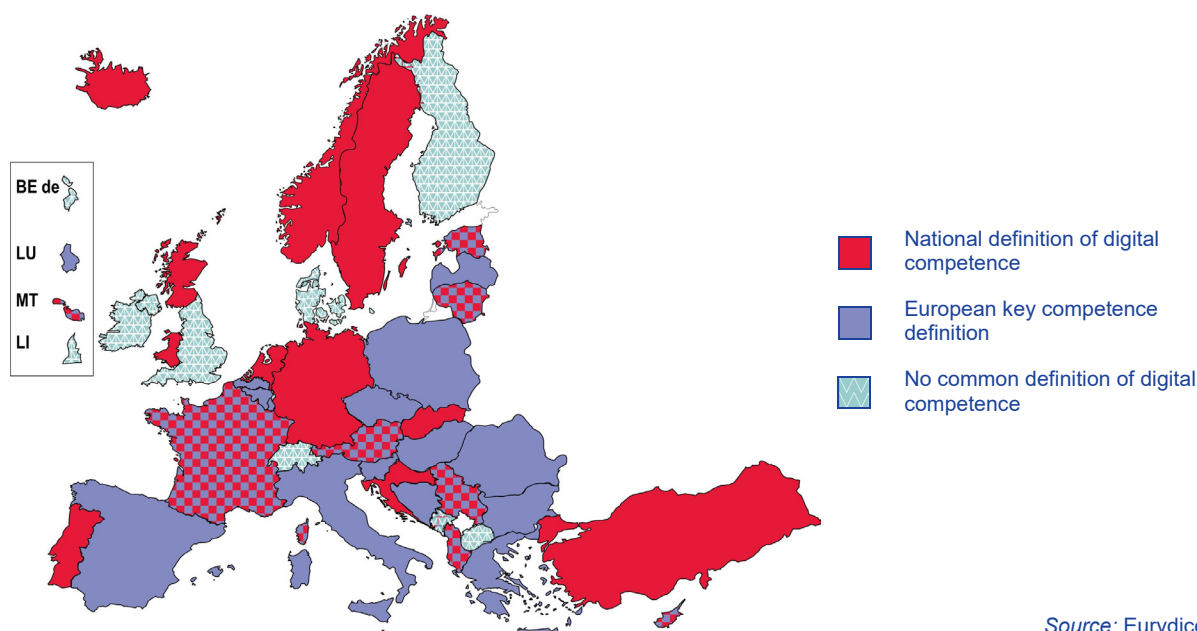 BE de
LU
MT
LI
National definition of digital
competence
European key competence
definition
No common definition of digital
competence
Source: Eurydice